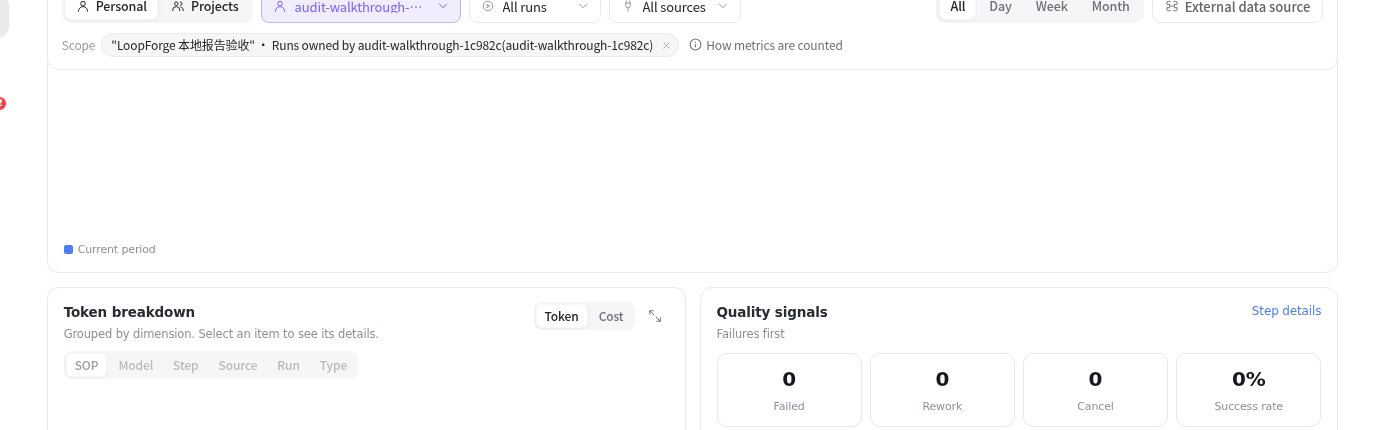 Personal Projects audit-walkthrough-··· All runs All sources All Day Week Month External data source
Scope "LoopForge 本地报告验收" · Runs owned by audit-walkthrough-1c982c(audit-walkthrough-1c982c) × How metrics are counted
Current period
Token breakdown
Token Cost
Grouped by dimension. Select an item to see its details.
SOP Model Step Source Run Type
Quality signals
Step details
Failures first
0 0 0 0%
Failed Rework Cancel Success rate